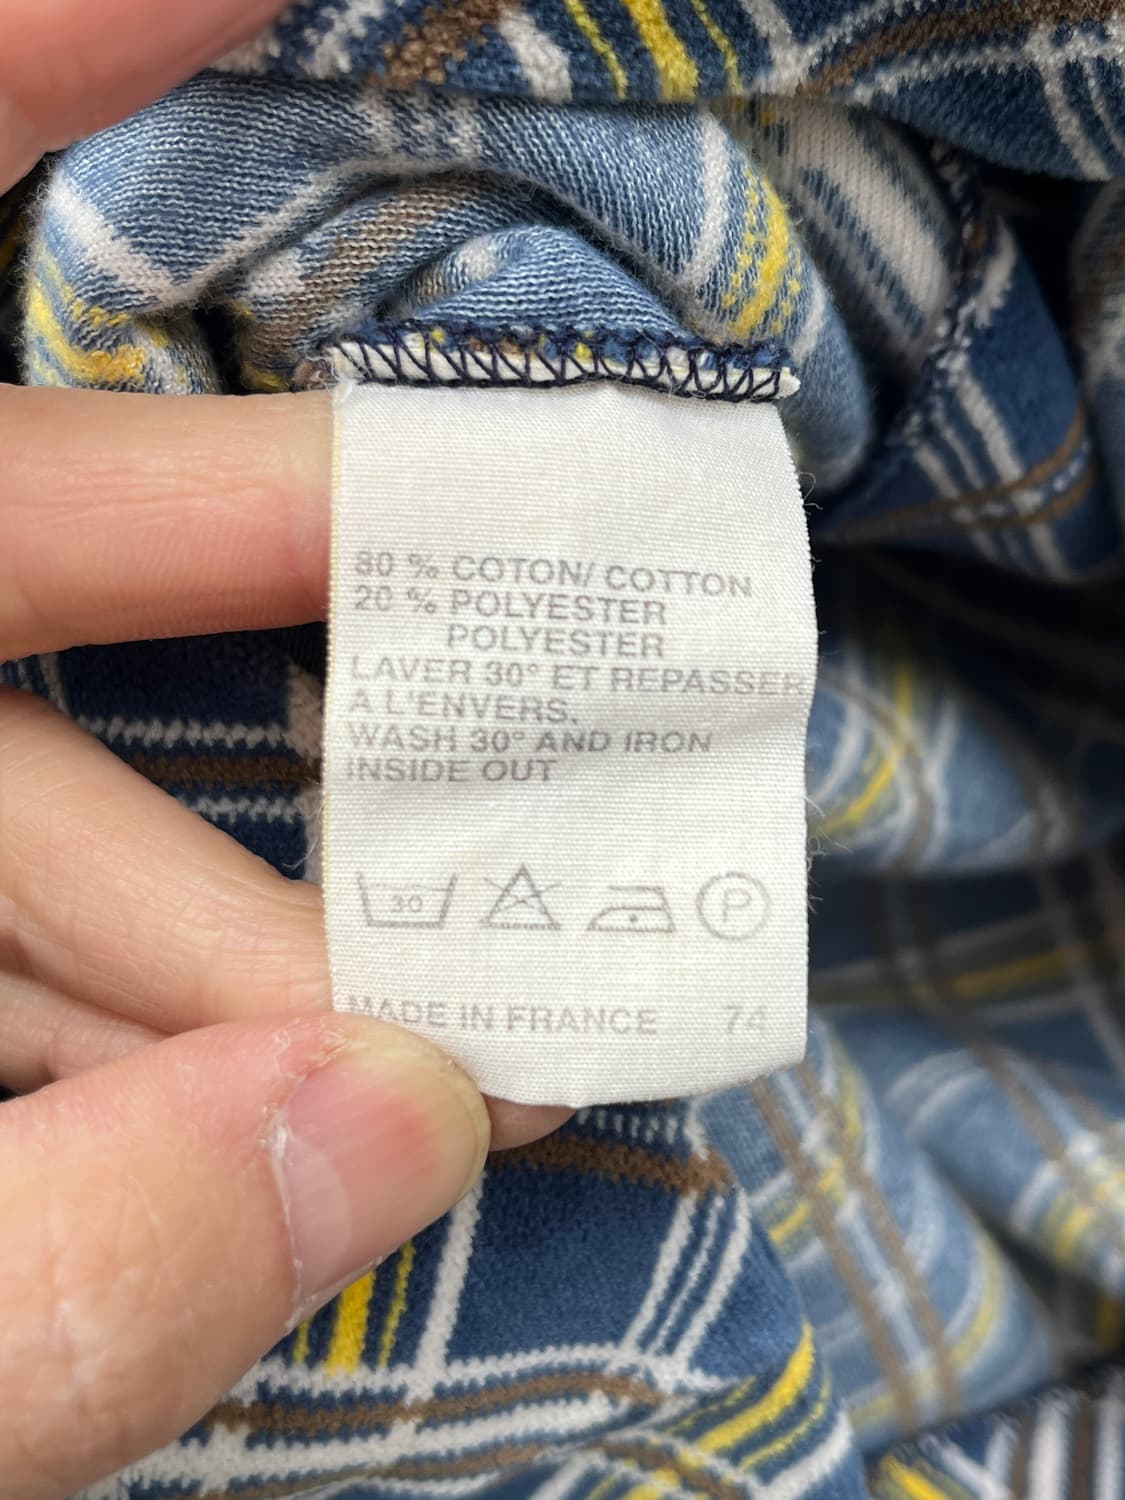 80 % COTON/ COTTON
20 % POLYESTER
POLYESTER
LAVER 30° ET REPASSER
A L'ENVERS.
WASH 30° AND IRON
INSIDE OUT
30 P
MADE IN FRANCE 74